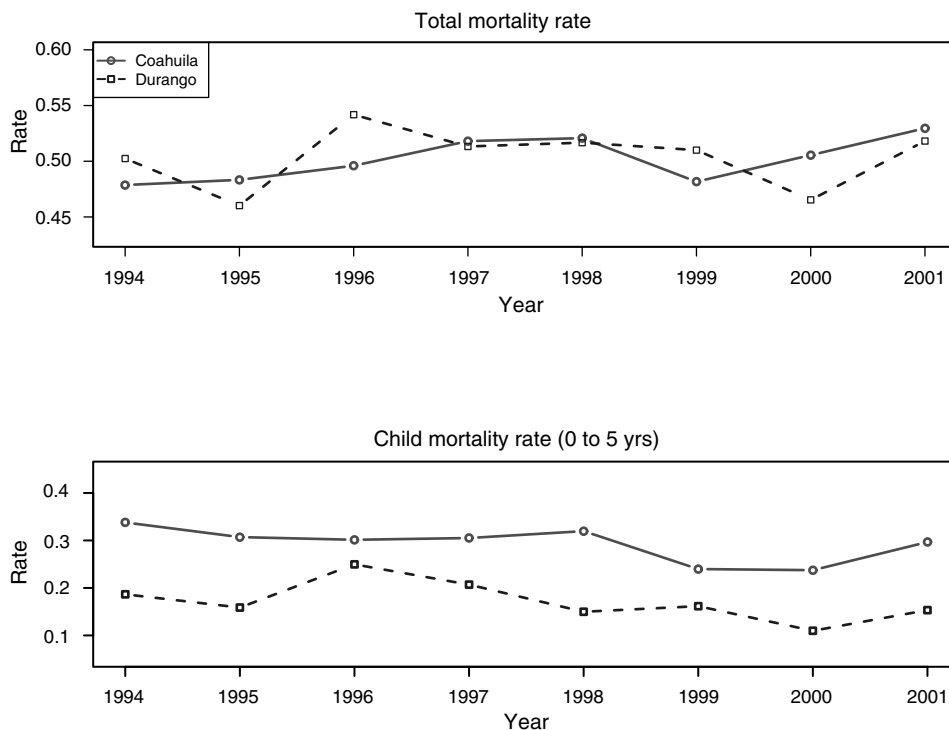 Total mortality rate
0.60
Coahuila
Durango
0.55
0.50
0.45
Rate
1994 1995 1996 1997 1998 1999 2000 2001
Year
Child mortality rate (0 to 5 yrs)
0.4
0.3
0.2
0.1
Rate
1994 1995 1996 1997 1998 1999 2000 2001
Year